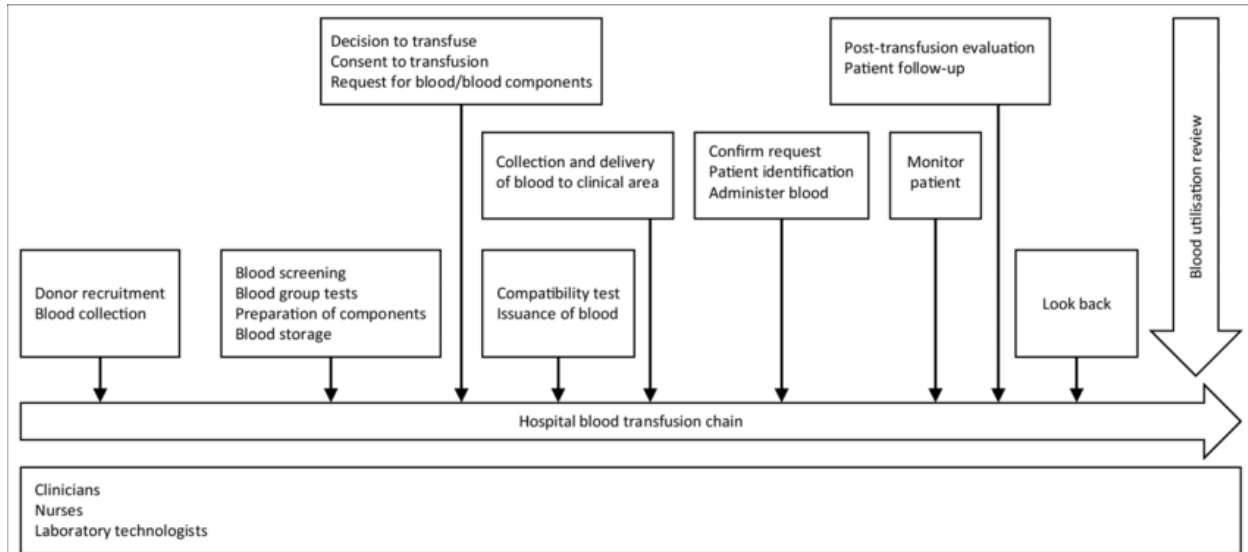 Decision to transfuse
Consent to transfusion
Request for blood/blood components
Post-transfusion evaluation
Patient follow-up
Blood utilisation review
Collection and delivery
of blood to clinical area
Confirm request
Patient identification
Administer blood
Monitor
patient
Donor recruitment
Blood collection
Blood screening
Blood group tests
Preparation of components
Blood storage
Compatibility test
Issuance of blood
Look back
Hospital blood transfusion chain
Clinicians
Nurses
Laboratory technologists